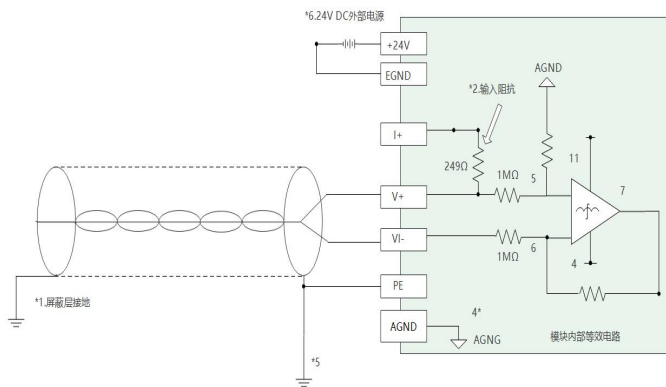 *6.24V DC外部电源
+24V
EGND
AGND
*2.输入阻抗
I+
11
249Ω
1MΩ
5
7
V+
VI-
6
4
1MΩ
PE
*1.屏蔽层接地
4*
AGND
AGNG
模块内部等效电路
*5